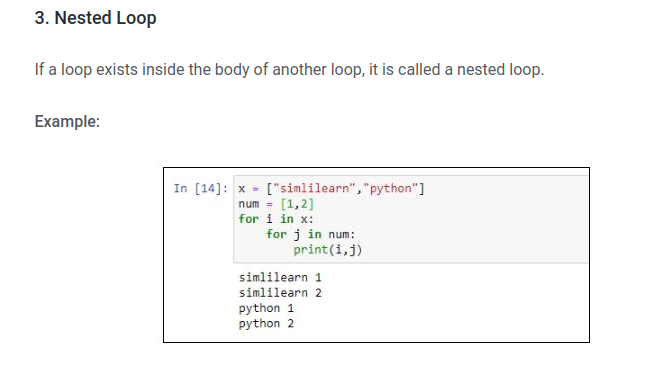 3. Nested Loop
If a loop exists inside the body of another loop, it is called a nested loop.
Example:
In [14]: x = ["simlilearn","python"]
num = [1,2]
for i in x:
    for j in num:
        print(i,j)
simlilearn 1
simlilearn 2
python 1
python 2